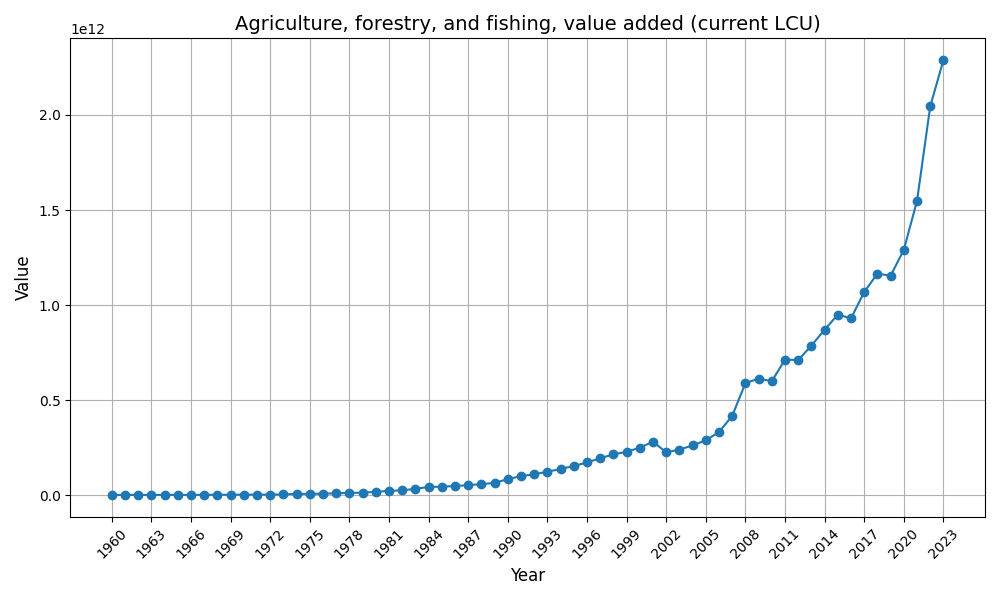 Agriculture, forestry, and fishing, value added (current LCU)
1e12
2.0
1.5
1.0
0.5
0.0
Value
1960 1963 1966 1969 1972 1975 1978 1981 1984 1987 1990 1993 1996 1999 2002 2005 2008 2011 2014 2017 2020 2023
Year